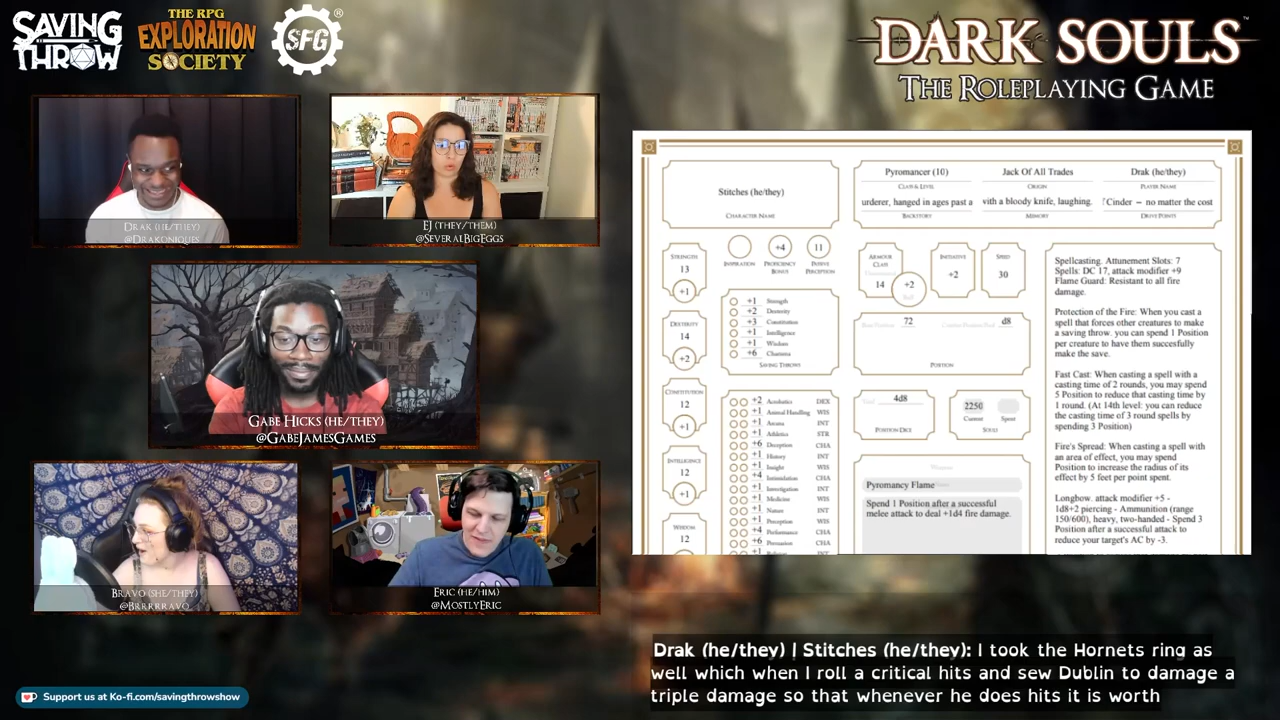 SAVING THROW
THE RPG EXPLORATION SOCIETY
SFG
DARK SOULS
THE ROLEPLAYING GAME
DRAK (HE/THEY)
@DRAKONIQUES
EJ (THEY/THEM)
@SEVERALBIGEGGS
GABE HICKS (HE/THEY)
@GABEJAMESGAMES
BRAVO (SHE/THEY)
@BRRRRRAVO
ERIC (HE/HIM)
@MOSTLYERIC
Stitches (he/they)
CHARACTER NAME
Pyromancer (10) Jack Of All Trades Drak (he/they)
CLASS & LEVEL ORIGIN PLAYER NAME
urderer, hanged in ages past a with a bloody knife, laughing. f Cinder – no matter the cost
BACKSTORY MEMORY DRIVE POINTS
STRENGTH
13
+1
DEXTERITY
14
+2
CONSTITUTION
12
+1
INTELLIGENCE
12
+1
WISDOM
12
+4 11
INSPIRATION PROFICIENCY BONUS PASSIVE PERCEPTION
+1 Strength
+2 Dexterity
+3 Constitution
+1 Intelligence
+1 Wisdom
+6 Charisma
SAVING THROWS
+2 Acrobatics DEX
+1 Animal Handling WIS
+1 Arcana INT
+1 Athletics STR
+6 Deception CHA
+1 History INT
+1 Insight WIS
+4 Intimidation CHA
+1 Investigation INT
+1 Medicine WIS
+1 Nature INT
+1 Perception WIS
+4 Performance CHA
+6 Persuasion CHA
+1 Religion INT
ARMOUR CLASS
14
+2
INITIATIVE
+2
SPEED
30
72 d8
POSITION
4d8
POSITION DICE
2250
Current Spent
SOULS
Pyromancy Flame
Spend 1 Position after a successful
melee attack to deal +1d4 fire damage.
Spellcasting. Attunement Slots: 7
Spells: DC 17, attack modifier +9
Flame Guard: Resistant to all fire
damage.
Protection of the Fire: When you cast a
spell that forces other creatures to make
a saving throw, you can spend 1 Position
per creature to have them succesfully
make the save.
Fast Cast: When casting a spell with a
casting time of 2 rounds, you may spend
5 Position to reduce that casting time by
1 round. (At 14th level: you can reduce
the casting time of 3 round spells by
spending 3 Position)
Fire's Spread: When casting a spell with
an area of effect, you may spend
Position to increase the radius of its
effect by 5 feet per point spent.
Longbow. attack modifier +5 -
1d8+2 piercing - Ammunition (range
150/600), heavy, two-handed - Spend 3
Position after a successful attack to
reduce your target's AC by -3.
Drak (he/they) | Stitches (he/they): I took the Hornets ring as
well which when I roll a critical hits and sew Dublin to damage a
triple damage so that whenever he does hits it is worth
Support us at Ko-fi.com/savingthrowshow